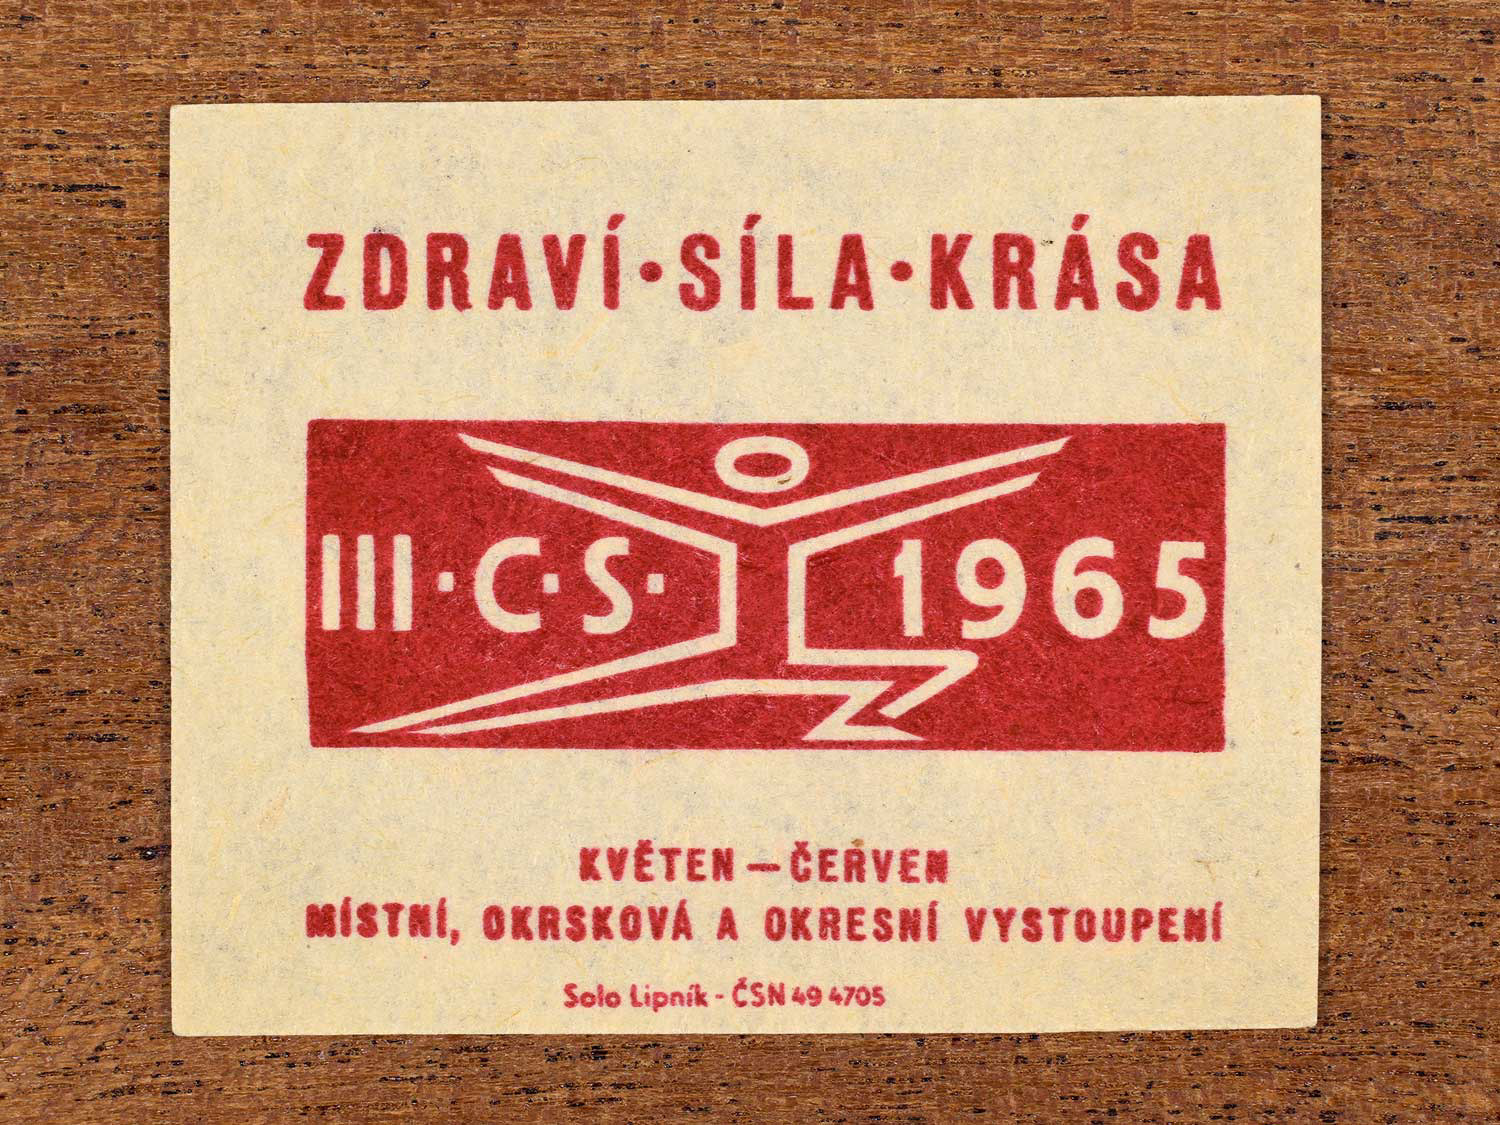 ZDRAVÍ·SÍLA·KRÁSA
III·C·S· 1965
KVĚTEN — ČERVEN
MÍSTNÍ, OKRSKOVÁ A OKRESNÍ VYSTOUPENÍ
Solo Lipník - ČSN 49 4705